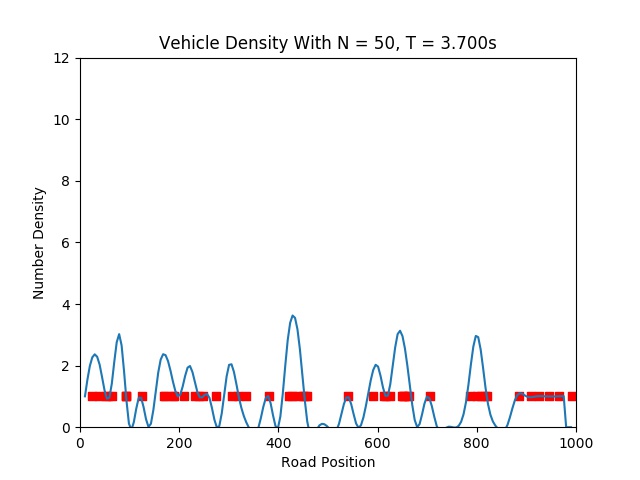 Vehicle Density With N = 50, T = 3.700s
12
10
8
6
4
2
0
Number Density
0 200 400 600 800 1000
Road Position